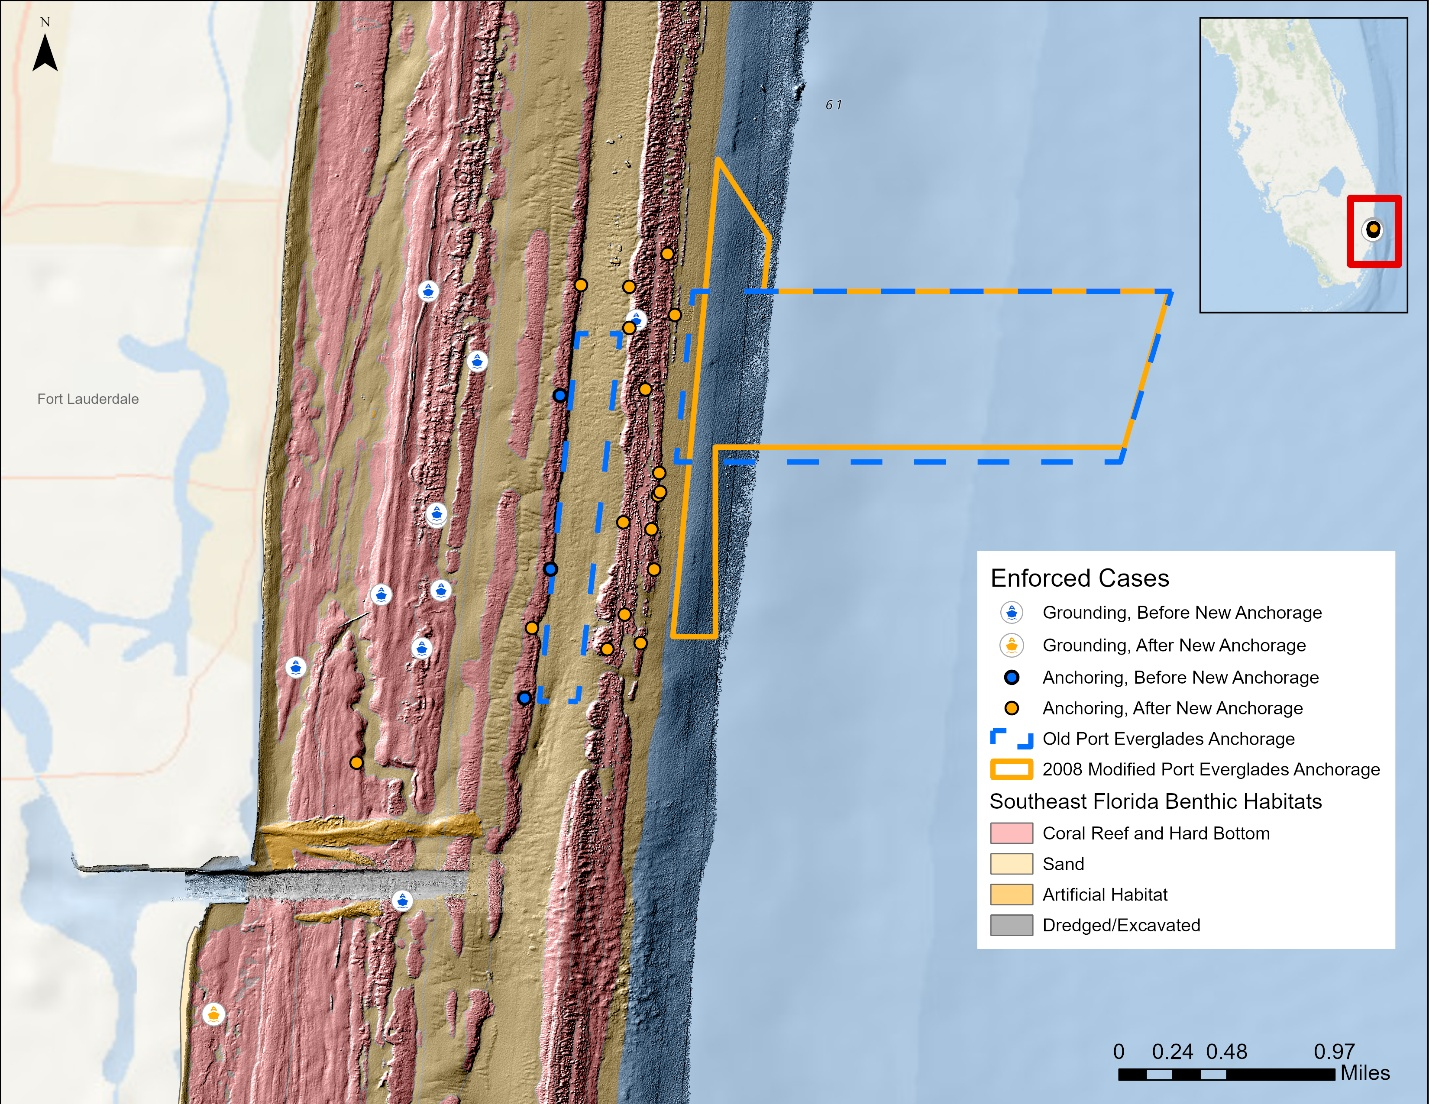 N
61
Fort Lauderdale
Enforced Cases
Grounding, Before New Anchorage
Grounding, After New Anchorage
Anchoring, Before New Anchorage
Anchoring, After New Anchorage
Old Port Everglades Anchorage
2008 Modified Port Everglades Anchorage
Southeast Florida Benthic Habitats
Coral Reef and Hard Bottom
Sand
Artificial Habitat
Dredged/Excavated
0 0.24 0.48 0.97
Miles